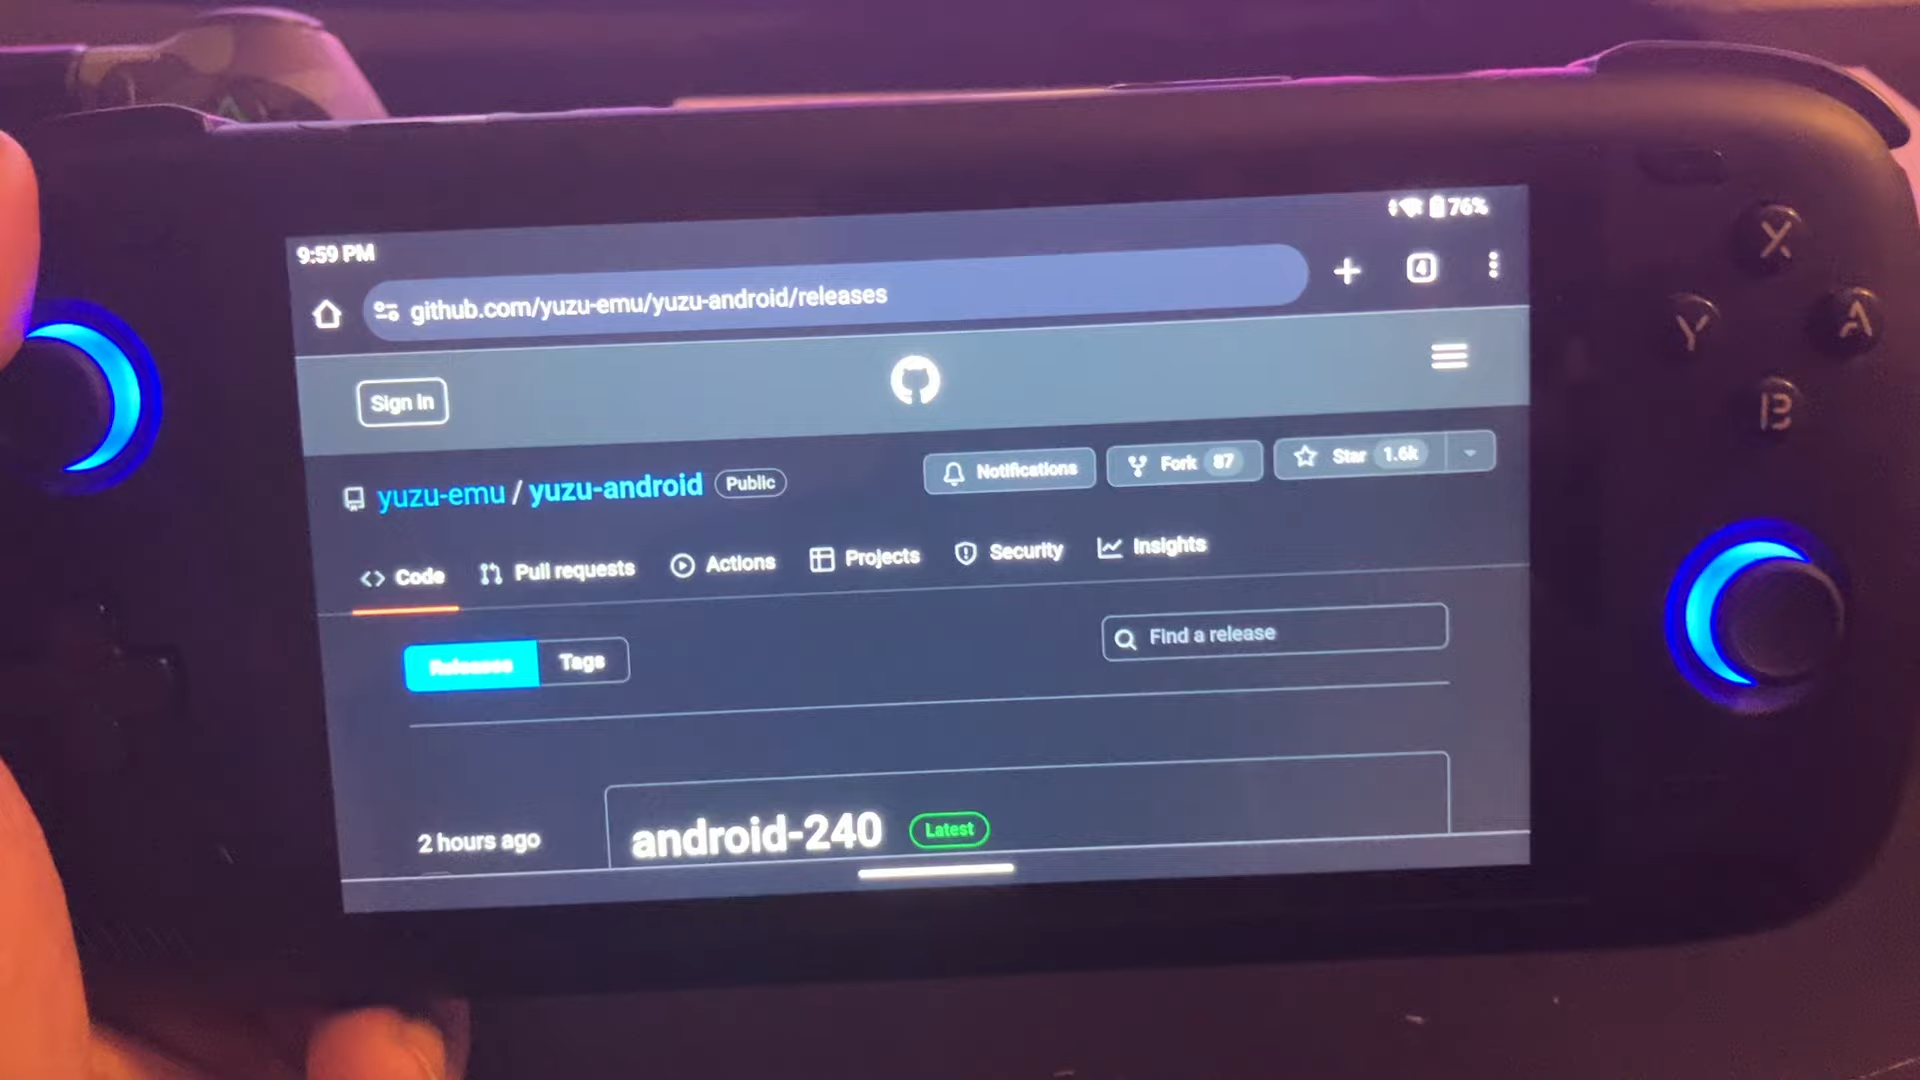 9:59 PM
76%
github.com/yuzu-emu/yuzu-android/releases
4
Sign in
yuzu-emu / yuzu-android Public
Notifications
Fork 87
Star 1.6k
Code Pull requests Actions Projects Security Insights
Releases Tags
Find a release
2 hours ago
android-240 Latest
X
Y
A
B